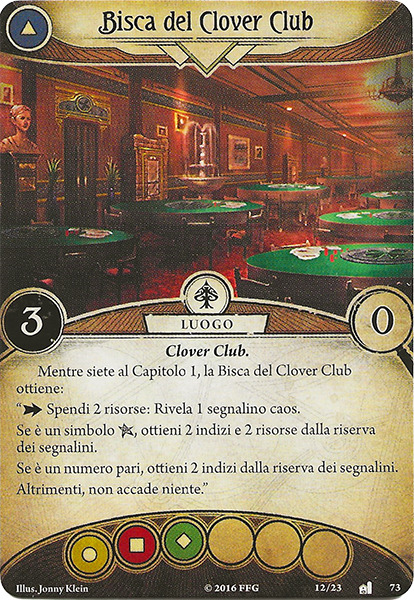 Bisca del Clover Club
3
LUOGO
0
Clover Club.
Mentre siete al Capitolo 1, la Bisca del Clover Club
ottiene:
“ Spendi 2 risorse: Rivela 1 segnalino caos.
Se è un simbolo , ottieni 2 indizi e 2 risorse dalla riserva
dei segnalini.
Se è un numero pari, ottieni 2 indizi dalla riserva dei segnalini.
Altrimenti, non accade niente.”
Illus. Jonny Klein © 2016 FFG 12/23 73